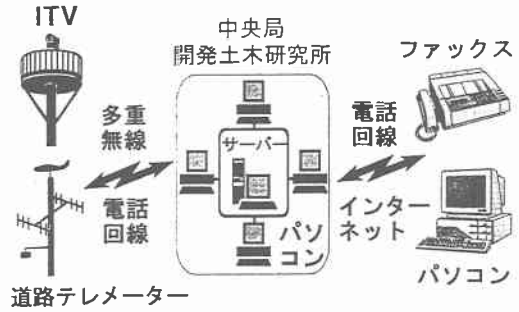 ITV
中央局
開発土木研究所
ファックス
多重
無線
サーバー
電話
回線
電話
回線
パソ
コン
インター
ネット
道路テレメーター
パソコン